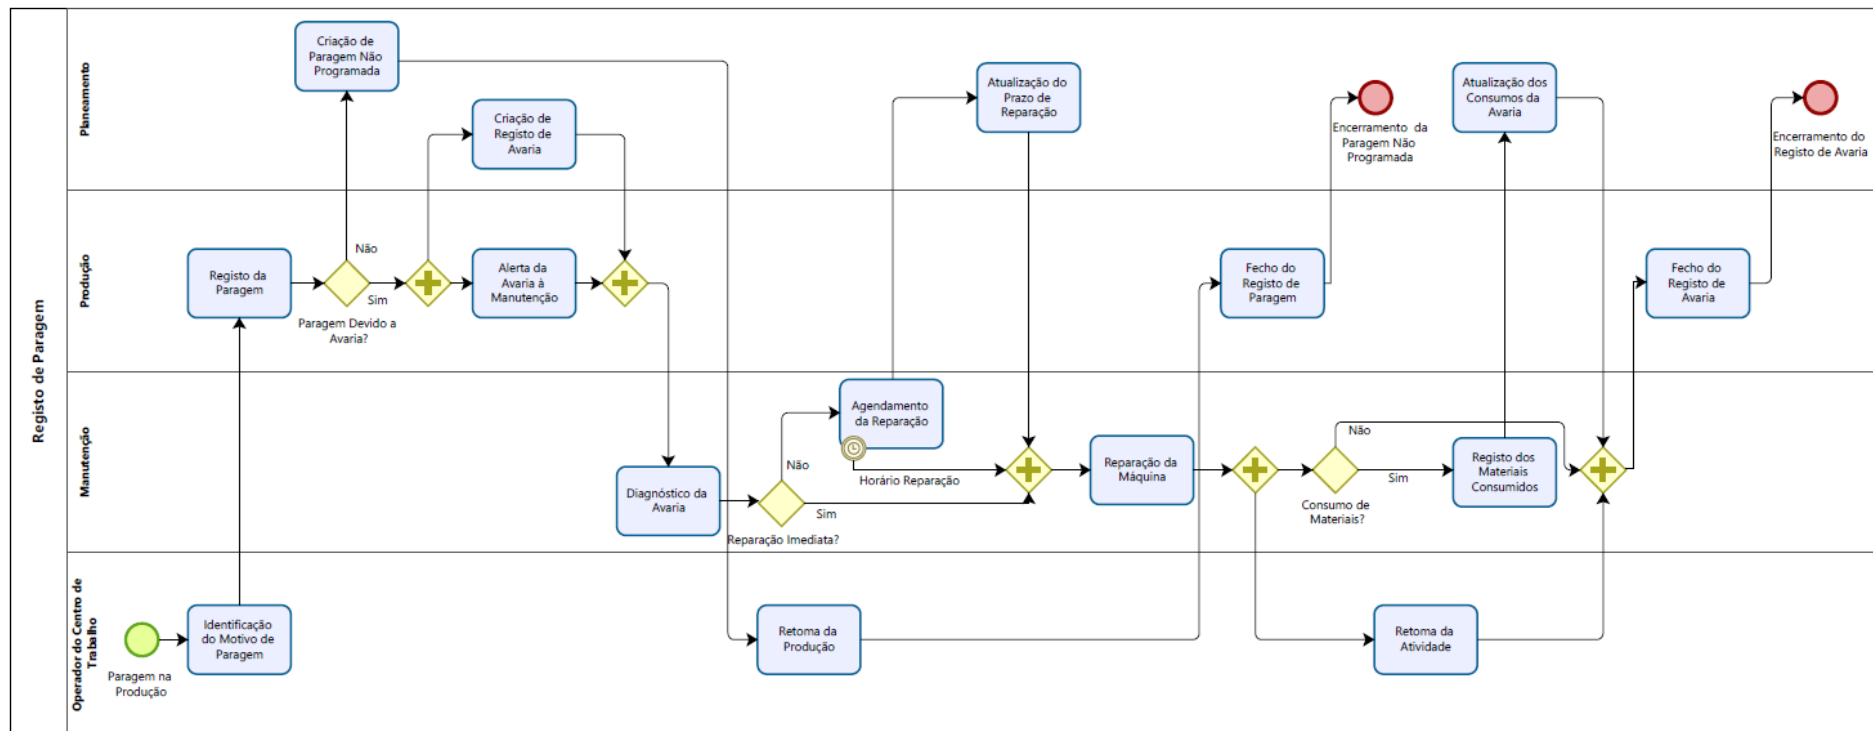 Registo de Paragem
Planeamento
Criação de
Paragem Não
Programada
Criação de
Registo de
Avaria
Atualização do
Prazo de
Reparação
Encerramento da
Paragem Não
Programada
Atualização dos
Consumos da
Avaria
Encerramento do
Registo de Avaria
Produção
Registo da
Paragem
Não
Sim
Paragem Devido a
Avaria?
Alerta da
Avaria à
Manutenção
Fecho do
Registo de
Paragem
Fecho do
Registo de
Avaria
Manutenção
Diagnóstico da
Avaria
Não
Sim
Reparação Imediata?
Agendamento
da Reparação
Horário Reparação
Reparação da
Máquina
Não
Sim
Consumo de
Materiais?
Registo dos
Materiais
Consumidos
Operador do Centro de
Trabalho
Paragem na
Produção
Identificação
do Motivo de
Paragem
Retoma da
Produção
Retoma da
Atividade